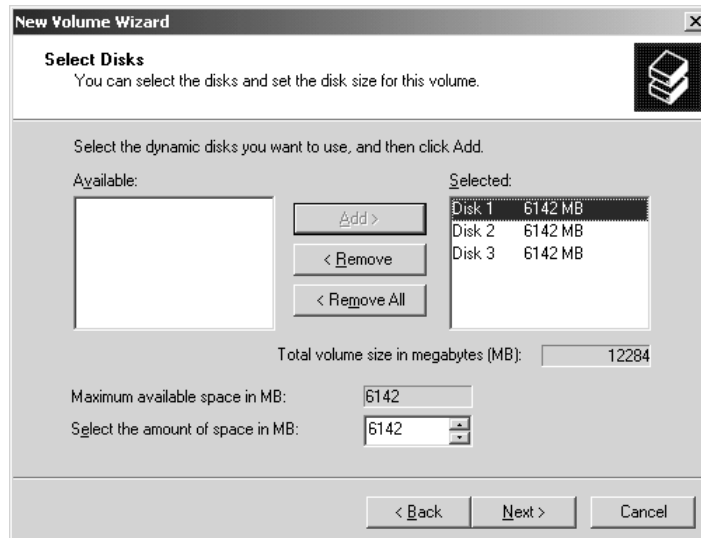 New Volume Wizard
Select Disks
You can select the disks and set the disk size for this volume.
Select the dynamic disks you want to use, and then click Add.
Available:
Selected:
Add >
< Remove
< Remove All
Disk 1 6142 MB
Disk 2 6142 MB
Disk 3 6142 MB
Total volume size in megabytes (MB): 12284
Maximum available space in MB: 6142
Select the amount of space in MB: 6142
< Back
Next >
Cancel